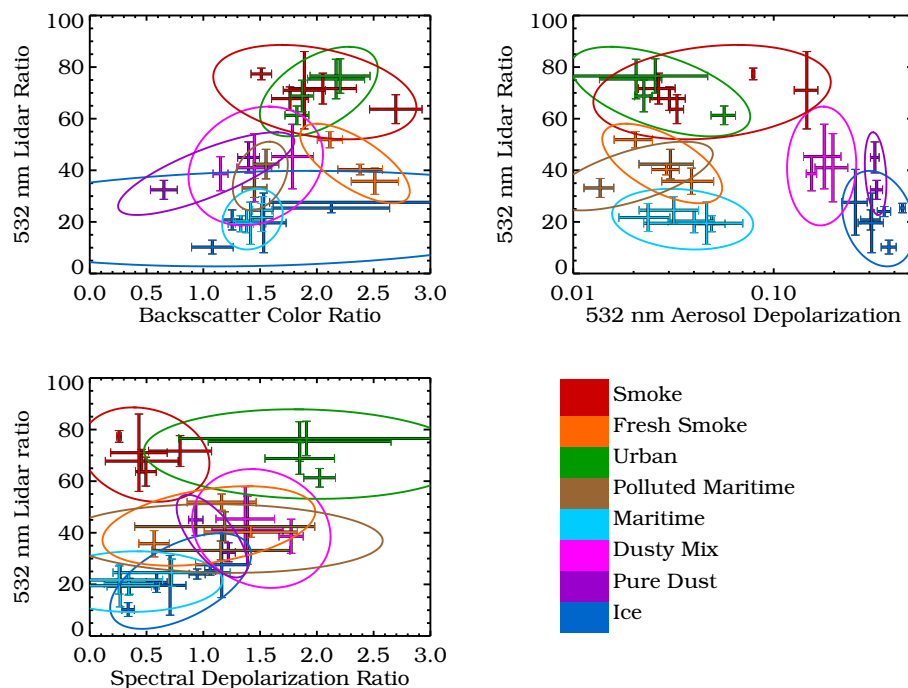 100
80
60
40
20
0
532 nm Lidar Ratio
0.0 0.5 1.0 1.5 2.0 2.5 3.0
Backscatter Color Ratio
100
80
60
40
20
0
532 nm Lidar Ratio
0.01 0.10
532 nm Aerosol Depolarization
100
80
60
40
20
0
532 nm Lidar ratio
0.0 0.5 1.0 1.5 2.0 2.5 3.0
Spectral Depolarization Ratio
Smoke
Fresh Smoke
Urban
Polluted Maritime
Maritime
Dusty Mix
Pure Dust
Ice